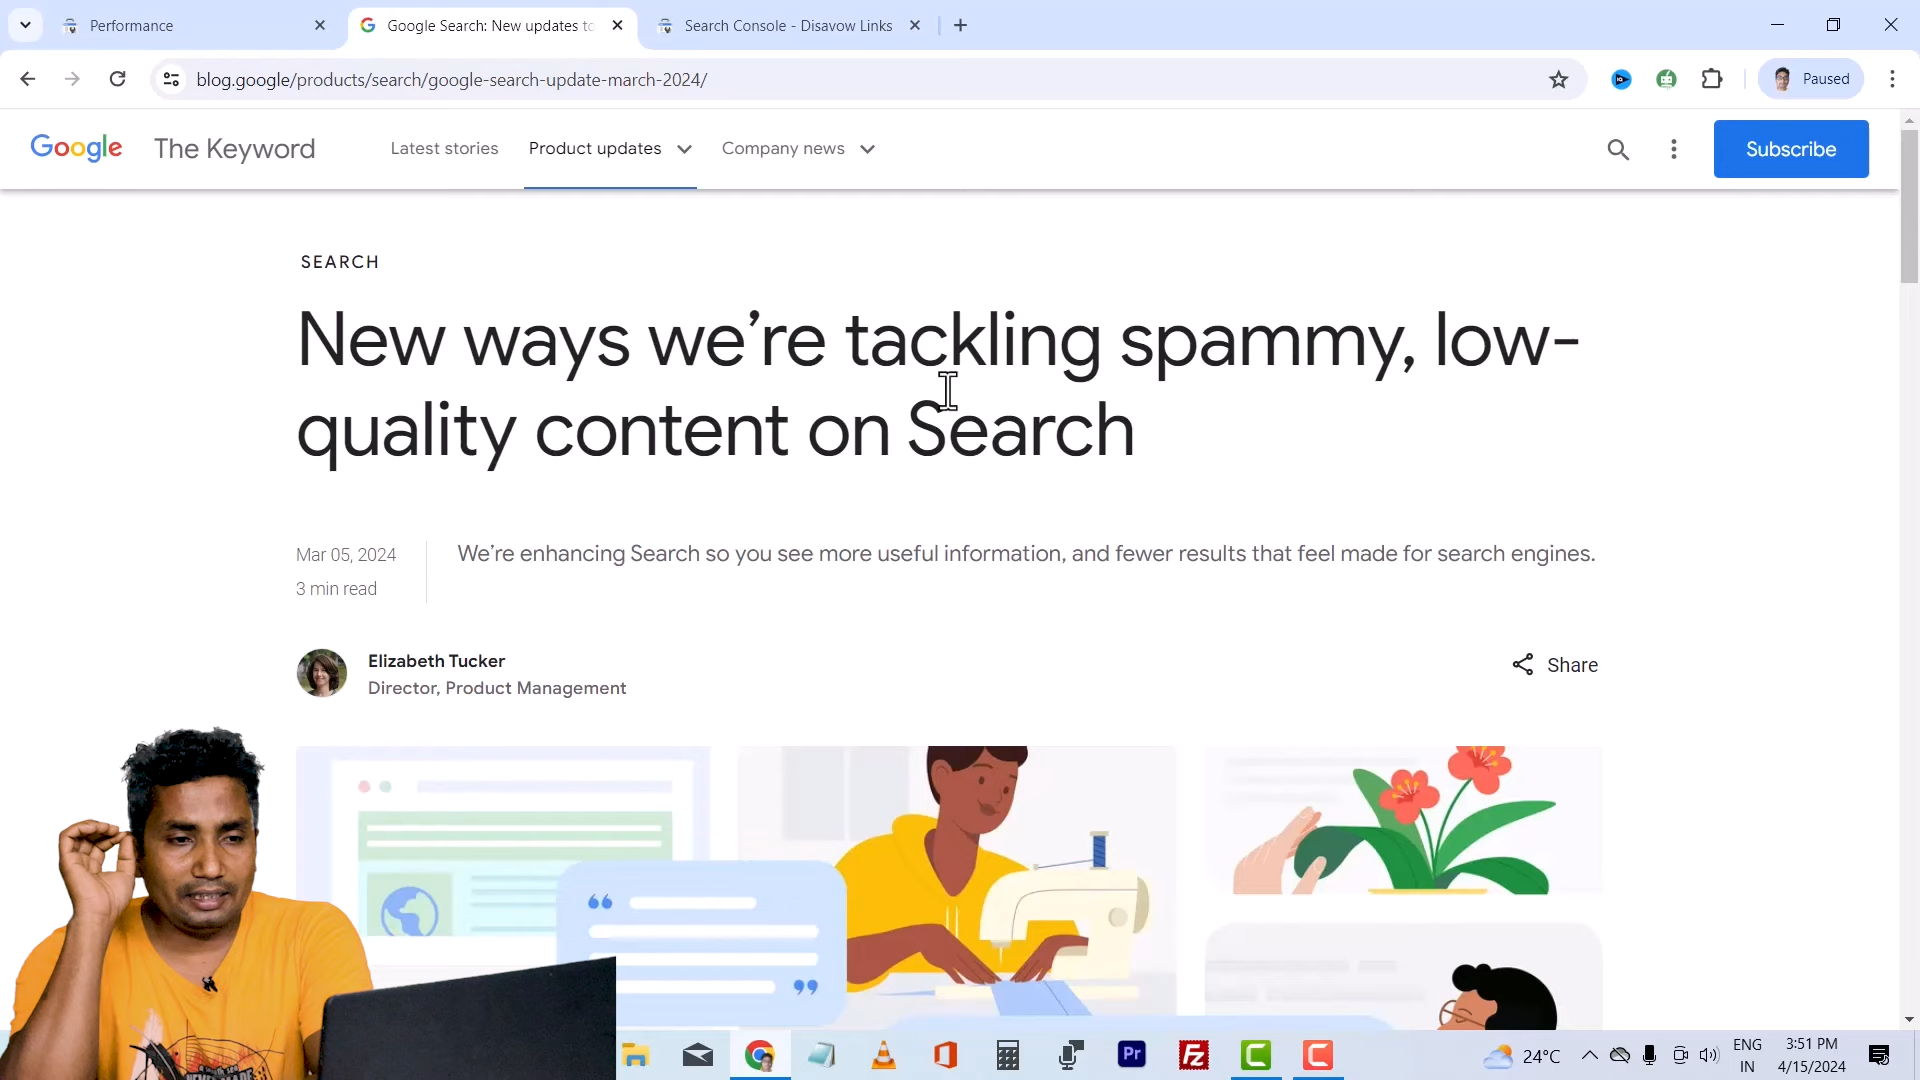 Performance
Google Search: New updates to
Search Console - Disavow Links
blog.google/products/search/google-search-update-march-2024/
Paused
Google The Keyword
Latest stories
Product updates
Company news
Subscribe
SEARCH
New ways we’re tackling spammy, low-
quality content on Search
Mar 05, 2024
3 min read
We’re enhancing Search so you see more useful information, and fewer results that feel made for search engines.
Elizabeth Tucker
Director, Product Management
Share
24°C
ENG
IN
3:51 PM
4/15/2024